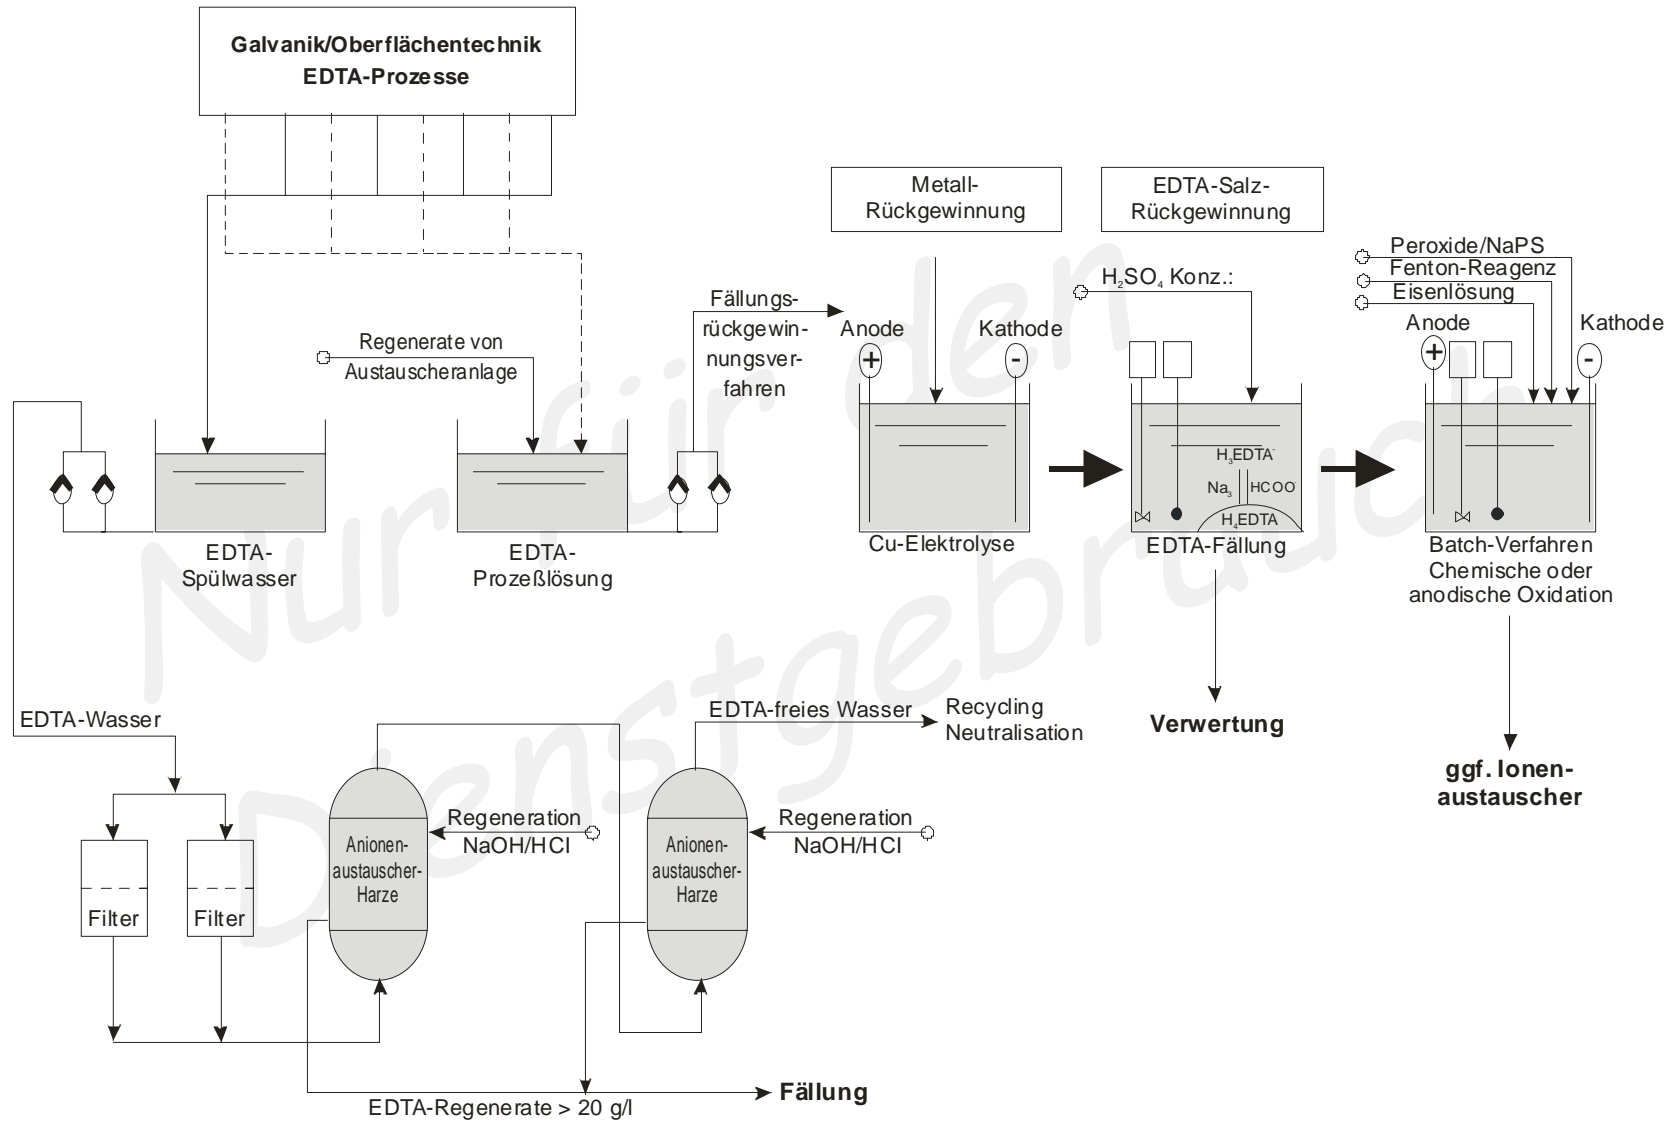 Galvanik/Oberflächentechnik
EDTA-Prozesse
Metall-
Rückgewinnung
EDTA-Salz-
Rückgewinnung
Peroxide/NaPS
Fenton-Reagenz
Eisenlösung
H₂SO₄ Konz.:
Fällungs-
rückgewin-
nungsver-
fahren
Regenerate von
Austauscheranlage
Anode
Kathode
+
-
Anode
Kathode
+
-
H₃EDTA⁻
Na₃
HCOO⁻
H₄EDTA
EDTA-
Spülwasser
EDTA-
Prozeßlösung
Cu-Elektrolyse
EDTA-Fällung
Batch-Verfahren
Chemische oder
anodische Oxidation
Verwertung
ggf. Ionen-
austauscher
EDTA-Wasser
EDTA-freies Wasser
Recycling
Neutralisation
Filter
Filter
Anionen-
austauscher-
Harze
Regeneration
NaOH/HCl
Anionen-
austauscher-
Harze
Regeneration
NaOH/HCl
EDTA-Regenerate > 20 g/l
Fällung
Nur für den
Dienstgebrauch